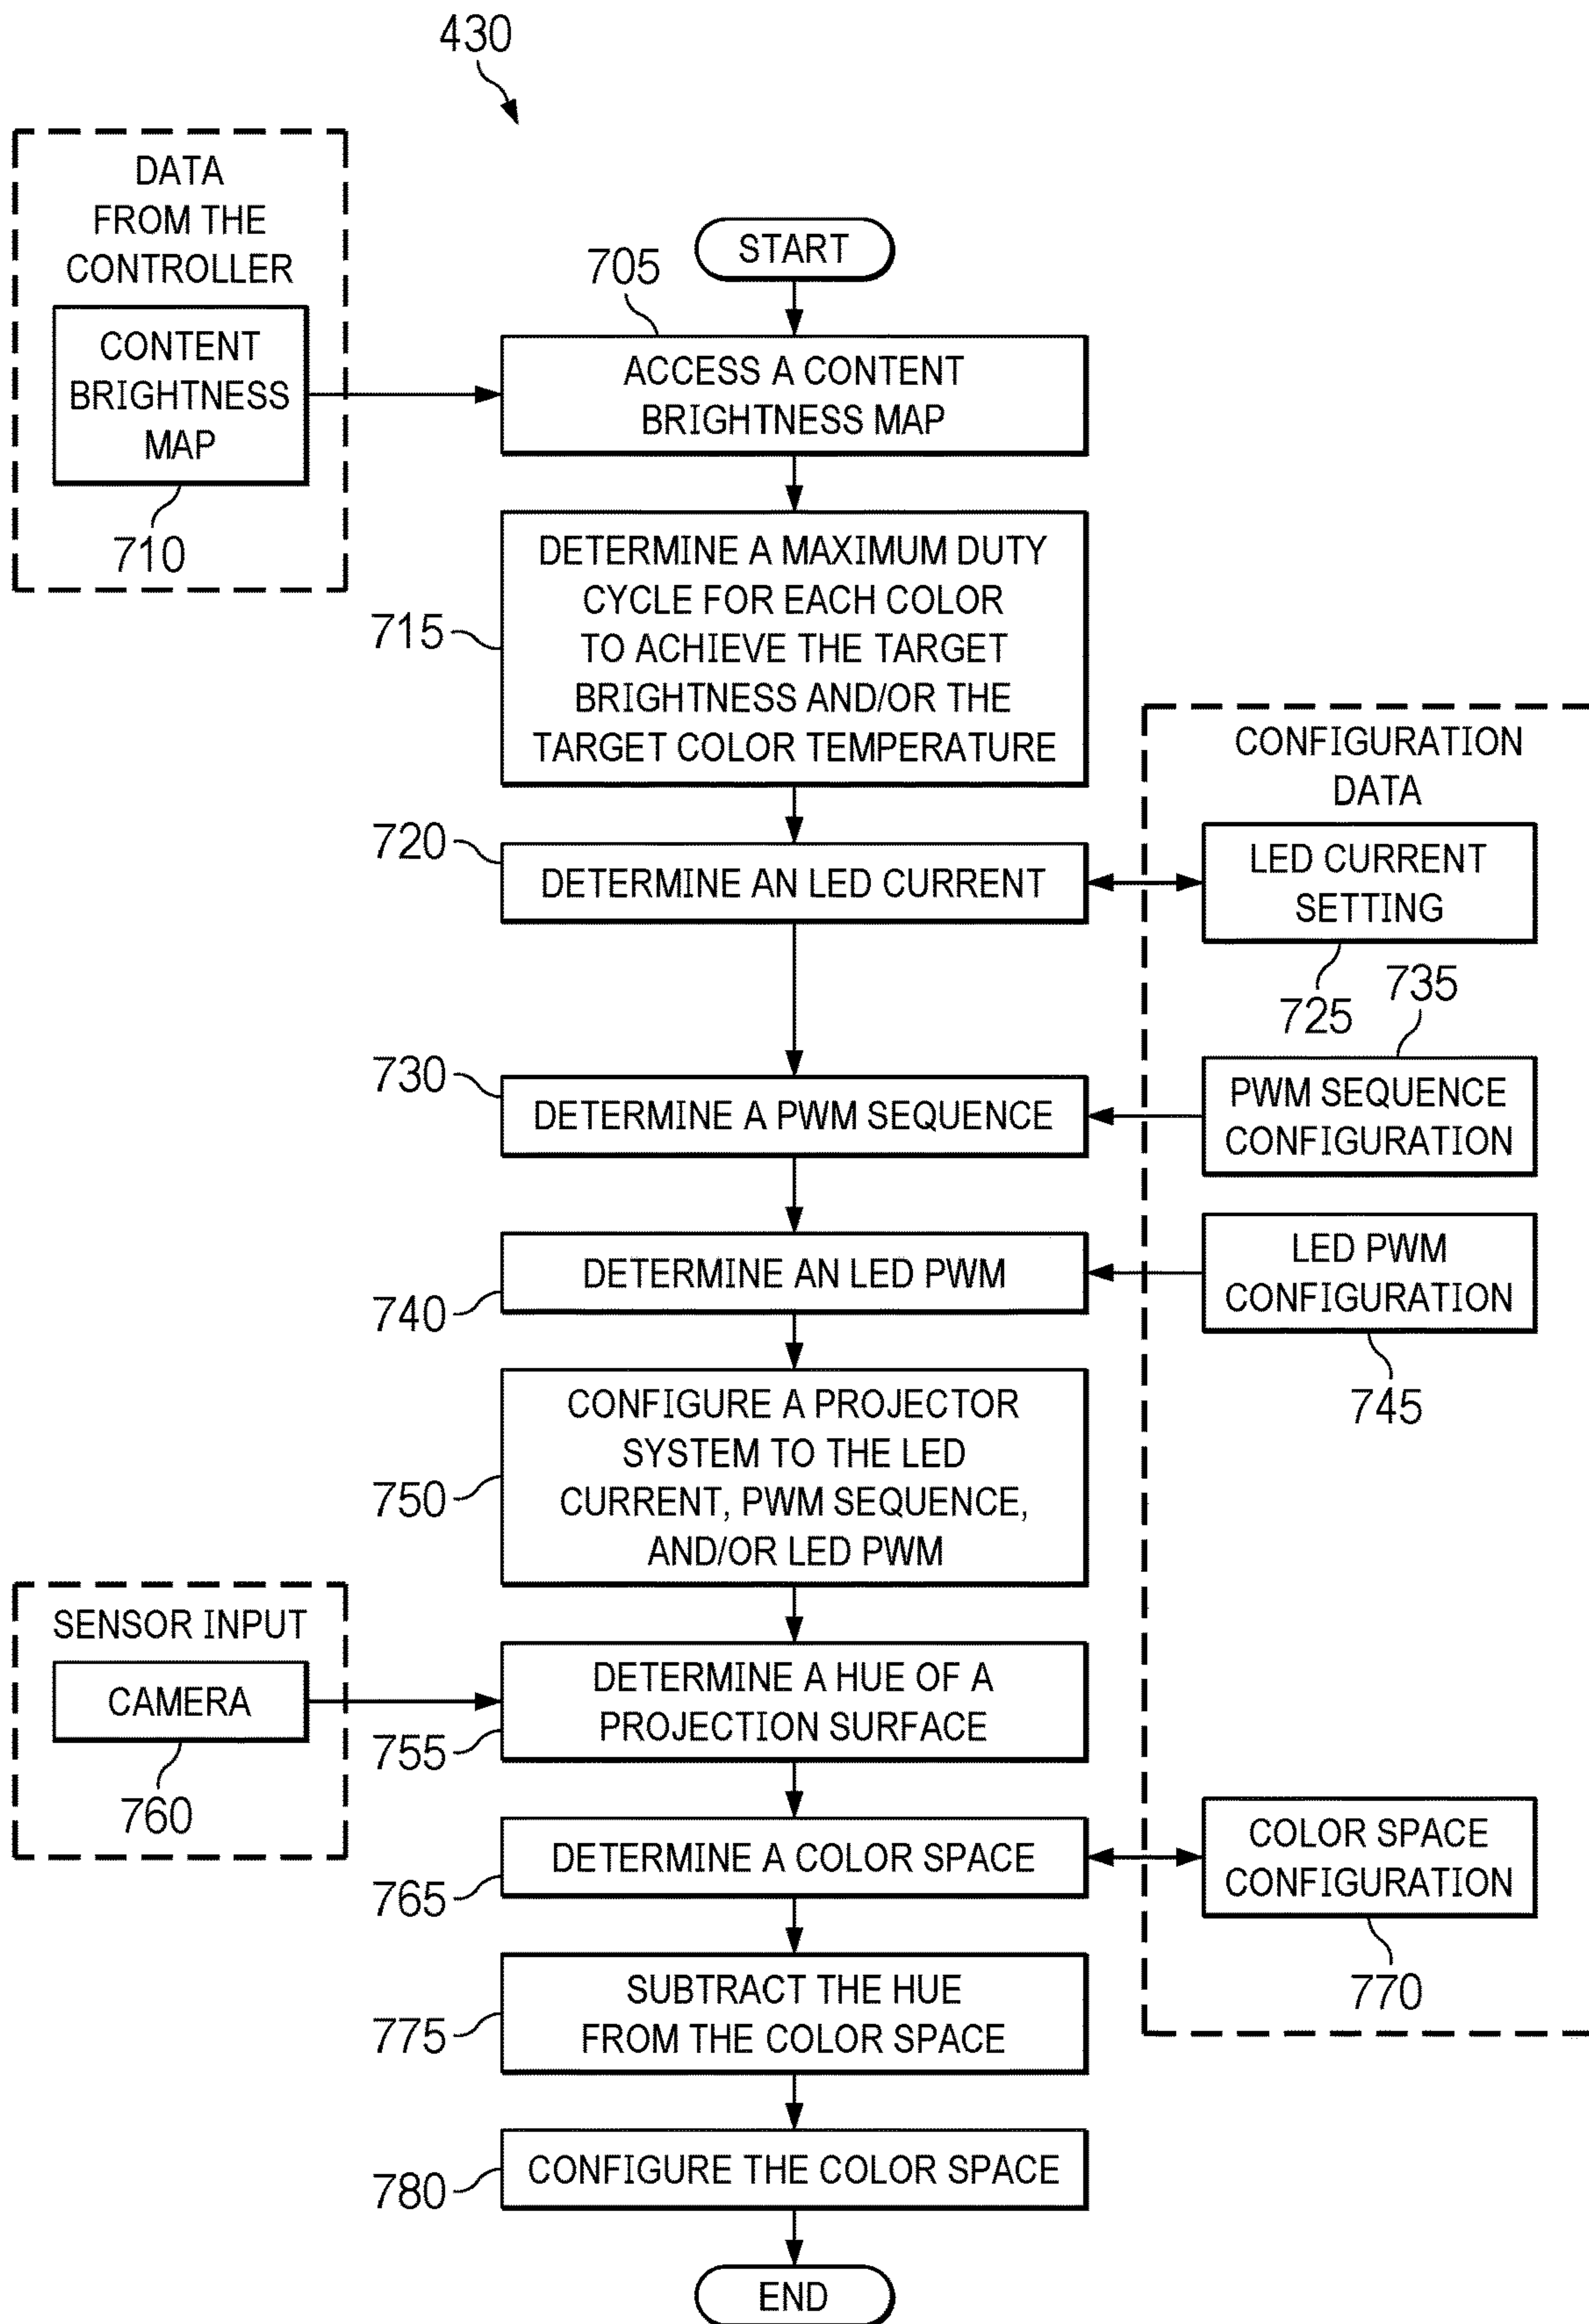 430
DATA
FROM THE
CONTROLLER
CONTENT
BRIGHTNESS
MAP
710
START
705
ACCESS A CONTENT
BRIGHTNESS MAP
DETERMINE A MAXIMUM DUTY
CYCLE FOR EACH COLOR
TO ACHIEVE THE TARGET
BRIGHTNESS AND/OR THE
TARGET COLOR TEMPERATURE
715
720
DETERMINE AN LED CURRENT
CONFIGURATION
DATA
LED CURRENT
SETTING
725
735
730
DETERMINE A PWM SEQUENCE
PWM SEQUENCE
CONFIGURATION
DETERMINE AN LED PWM
740
LED PWM
CONFIGURATION
745
CONFIGURE A PROJECTOR
SYSTEM TO THE LED
CURRENT, PWM SEQUENCE,
AND/OR LED PWM
750
SENSOR INPUT
CAMERA
760
DETERMINE A HUE OF A
PROJECTION SURFACE
755
DETERMINE A COLOR SPACE
765
COLOR SPACE
CONFIGURATION
770
SUBTRACT THE HUE
FROM THE COLOR SPACE
775
CONFIGURE THE COLOR SPACE
780
END